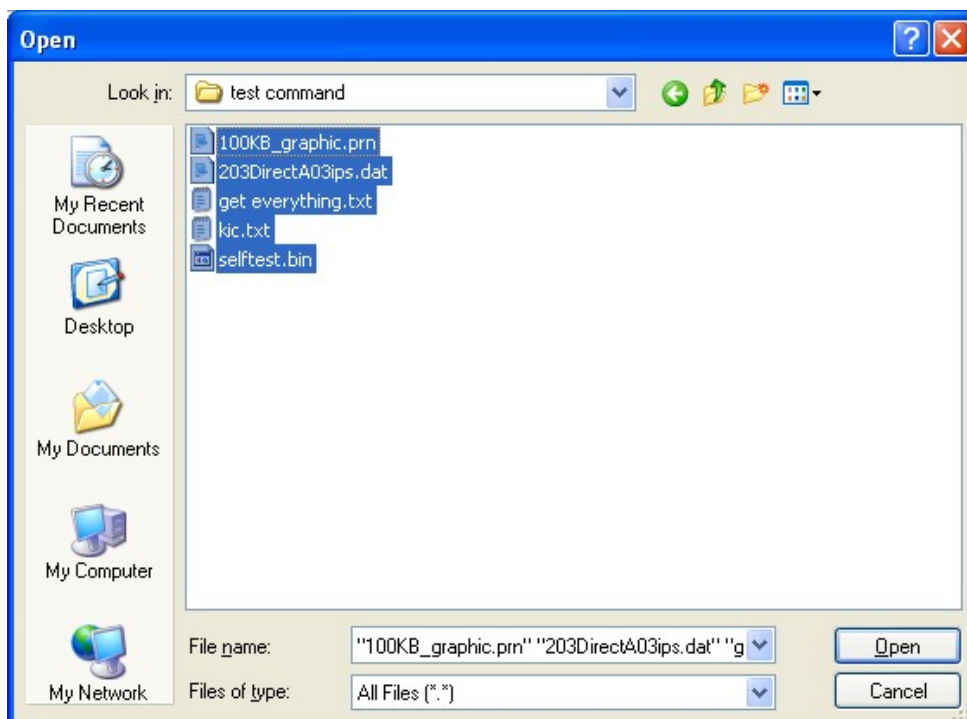 Open
Look in:
test command
100KB_graphic.prn
203DirectA03ips.dat
get everything.txt
kic.txt
selftest.bin
My Recent
Documents
Desktop
My Documents
My Computer
My Network
File name:
"100KB_graphic.prn" "203DirectA03ips.dat" "g
Open
Files of type:
All Files (*.*)
Cancel